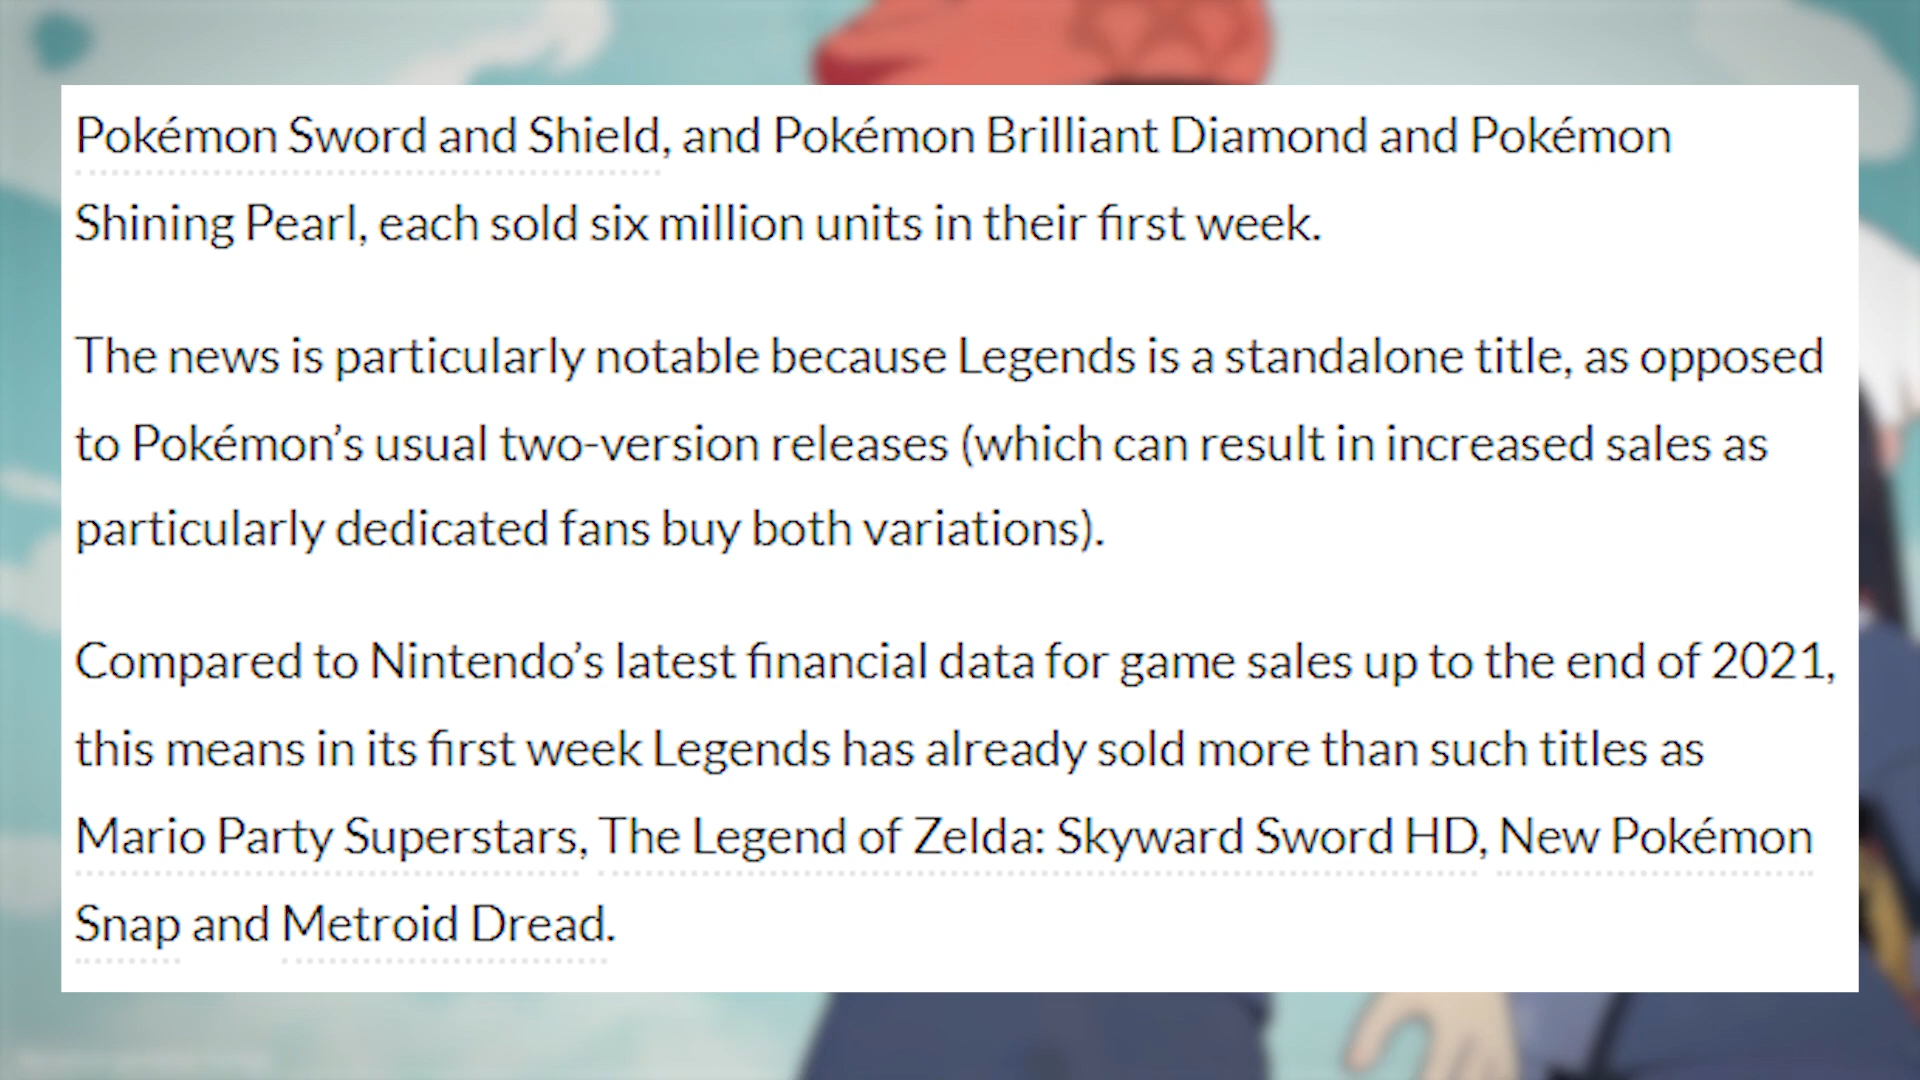 Pokémon Sword and Shield, and Pokémon Brilliant Diamond and Pokémon
Shining Pearl, each sold six million units in their first week.
The news is particularly notable because Legends is a standalone title, as opposed
to Pokémon’s usual two-version releases (which can result in increased sales as
particularly dedicated fans buy both variations).
Compared to Nintendo’s latest financial data for game sales up to the end of 2021,
this means in its first week Legends has already sold more than such titles as
Mario Party Superstars, The Legend of Zelda: Skyward Sword HD, New Pokémon
Snap and Metroid Dread.